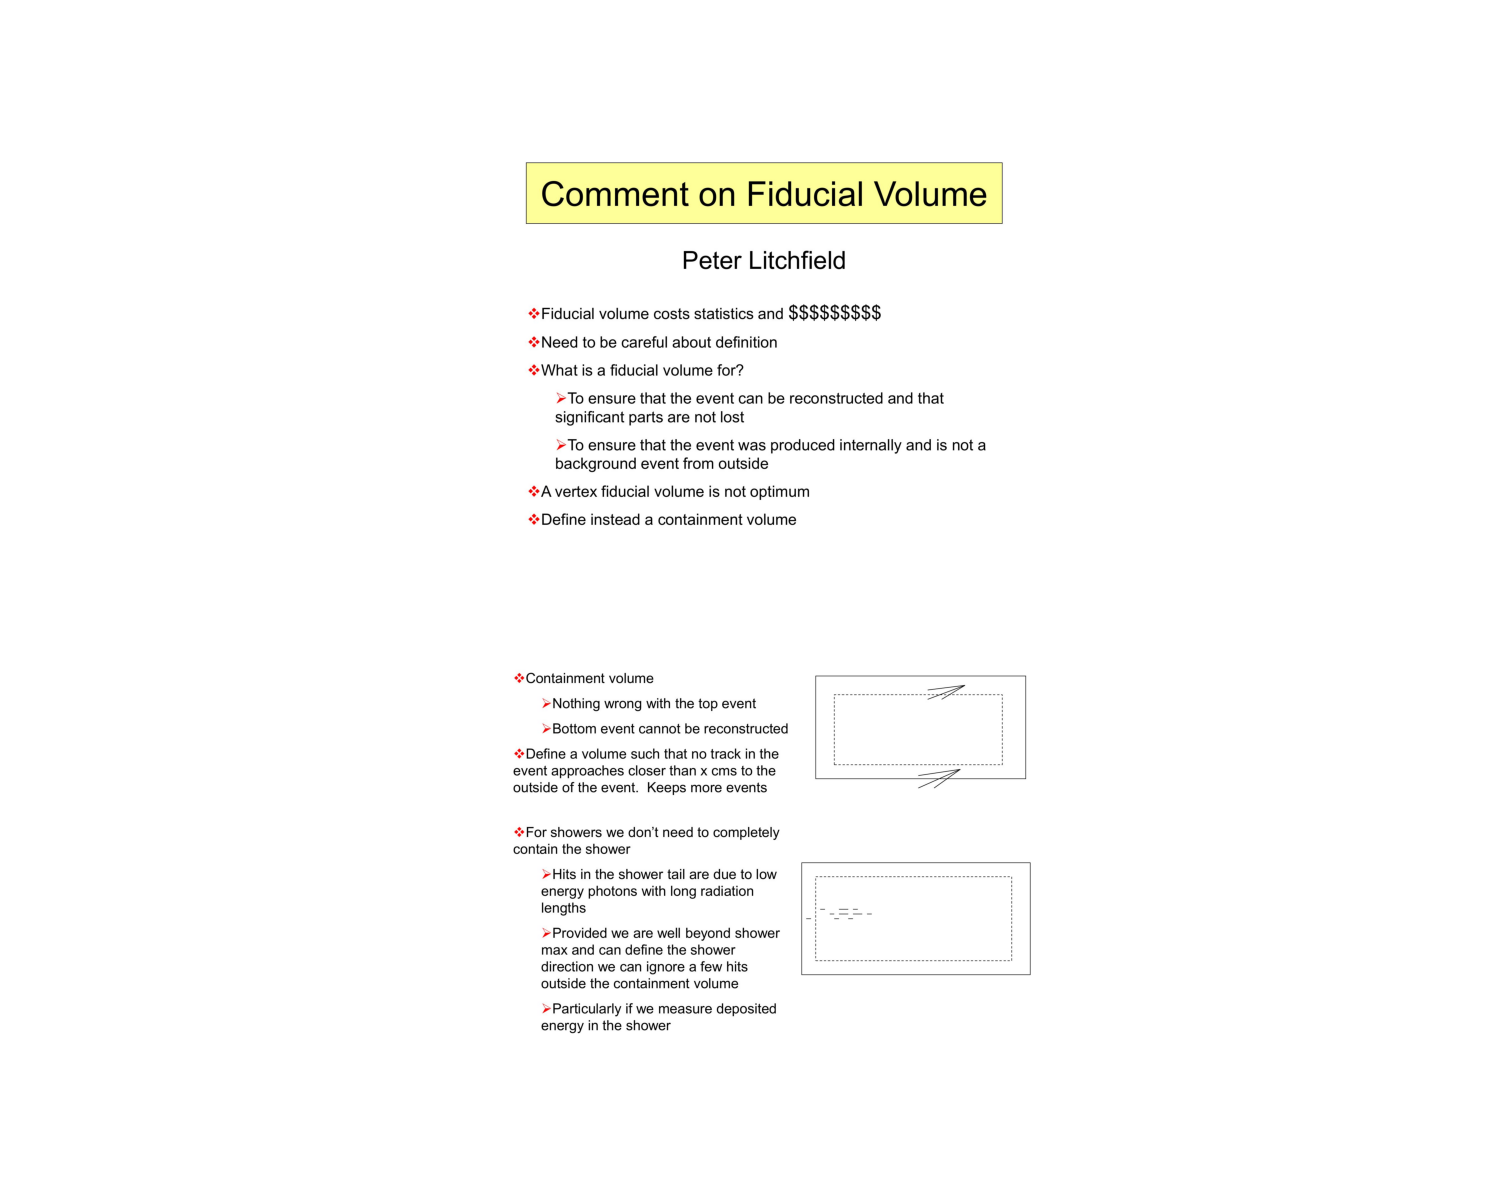 Comment on Fiducial Volume
Peter Litchfield
❖Fiducial volume costs statistics and $$$$$$$$$
❖Need to be careful about definition
❖What is a fiducial volume for?
➢To ensure that the event can be reconstructed and that
significant parts are not lost
➢To ensure that the event was produced internally and is not a
background event from outside
❖A vertex fiducial volume is not optimum
❖Define instead a containment volume
❖Containment volume
➢Nothing wrong with the top event
➢Bottom event cannot be reconstructed
❖Define a volume such that no track in the
event approaches closer than x cms to the
outside of the event.  Keeps more events
❖For showers we don’t need to completely
contain the shower
➢Hits in the shower tail are due to low
energy photons with long radiation
lengths
➢Provided we are well beyond shower
max and can define the shower
direction we can ignore a few hits
outside the containment volume
➢Particularly if we measure deposited
energy in the shower